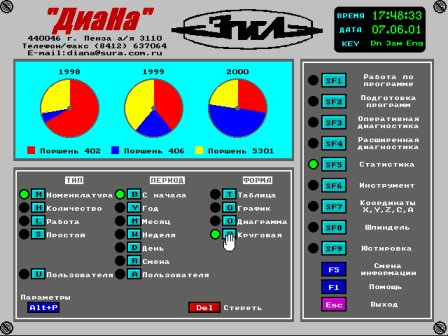 "ДиаНа"
440046 г. Пенза а/я 3110
Телефон/факс (8412) 637064
E-mail:diana@sura.com.ru
ЗИЛ
ВРЕМЯ 17:48:33
ДАТА 07.06.01
KEY Dn Зам Eng
1998 1999 2000
Поршень 402 Поршень 406 Поршень 5301
ТИП ПЕРИОД ФОРМА
N Номенклатура B С начала T Таблица
H Количество Y Год G График
L Работа M Месяц O Диаграмма
S Простой W Неделя Круговая
D День
R Смена
U Пользователя A Пользователя
Параметры
Alt+P Del Стереть
SF1 Работа по программе
SF2 Подготовка программ
SF3 Оперативная диагностика
SF4 Расширенная диагностика
SF5 Статистика
SF6 Инструмент
SF7 Координаты X,Y,Z,C,A
SF8 Шпиндель
SF9 Юстировка
F5 Смена информации
F1 Помощь
Esc Выход